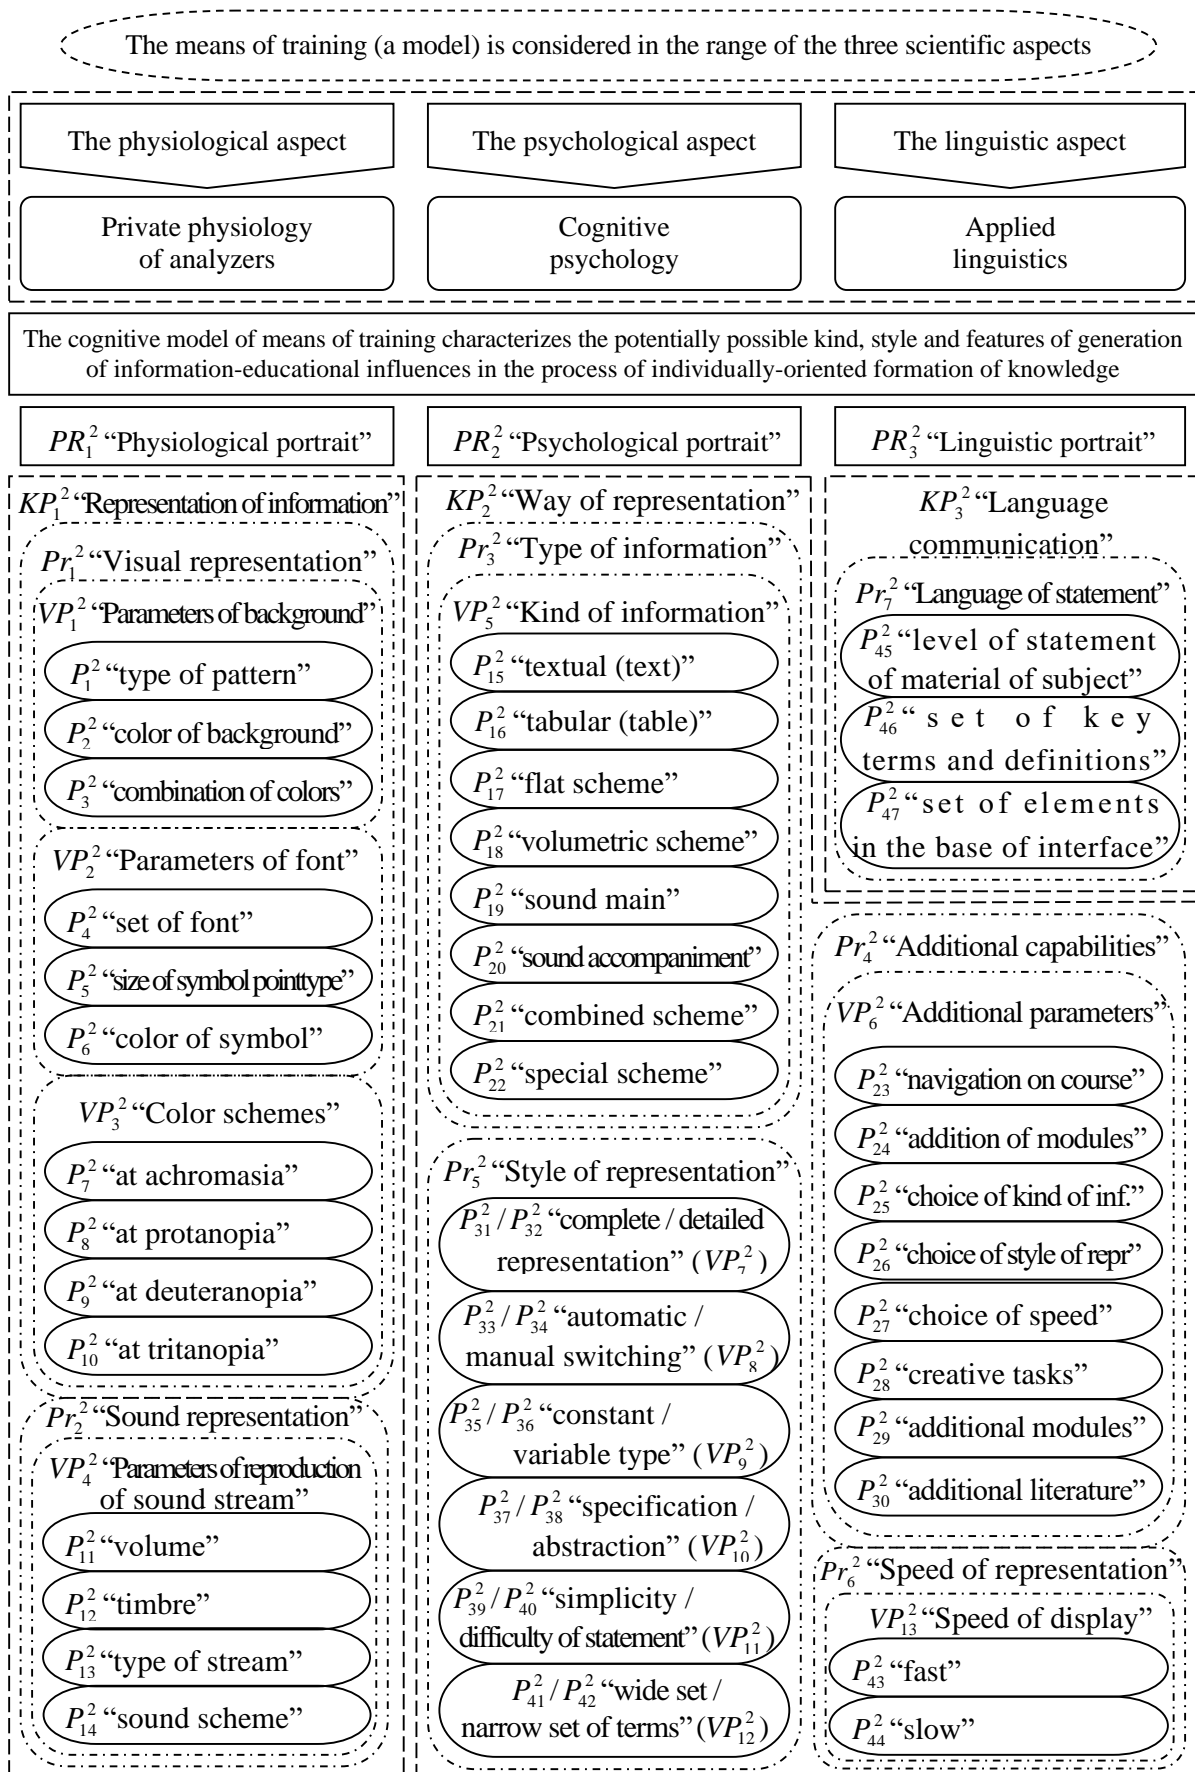 The means of training (a model) is considered in the range of the three scientific aspects
The physiological aspect
The psychological aspect
The linguistic aspect
Private physiology
of analyzers
Cognitive
psychology
Applied
linguistics
The cognitive model of means of training characterizes the potentially possible kind, style and features of generation
of information-educational influences in the process of individually-oriented formation of knowledge
PR₁² “Physiological portrait”
PR₂² “Psychological portrait”
PR₃² “Linguistic portrait”
KP₁² “Representation of information”
Pr₁² “Visual representation”
VP₁² “Parameters of background”
P₁² “type of pattern”
P₂² “color of background”
P₃² “combination of colors”
VP₂² “Parameters of font”
P₄² “set of font”
P₅² “size of symbol pointtype”
P₆² “color of symbol”
VP₃² “Color schemes”
P₇² “at achromasia”
P₈² “at protanopia”
P₉² “at deuteranopia”
P₁₀² “at tritanopia”
Pr₂² “Sound representation”
VP₄² “Parameters of reproduction
of sound stream”
P₁₁² “volume”
P₁₂² “timbre”
P₁₃² “type of stream”
P₁₄² “sound scheme”
KP₂² “Way of representation”
Pr₃² “Type of information”
VP₅² “Kind of information”
P₁₅² “textual (text)”
P₁₆² “tabular (table)”
P₁₇² “flat scheme”
P₁₈² “volumetric scheme”
P₁₉² “sound main”
P₂₀² “sound accompaniment”
P₂₁² “combined scheme”
P₂₂² “special scheme”
Pr₅² “Style of representation”
P₃₁² / P₃₂² “complete / detailed
representation” (VP₇²)
P₃₃² / P₃₄² “automatic /
manual switching” (VP₈²)
P₃₅² / P₃₆² “constant /
variable type” (VP₉²)
P₃₇² / P₃₈² “specification /
abstraction” (VP₁₀²)
P₃₉² / P₄₀² “simplicity /
difficulty of statement” (VP₁₁²)
P₄₁² / P₄₂² “wide set /
narrow set of terms” (VP₁₂²)
KP₃² “Language
communication”
Pr₇² “Language of statement”
P₄₅² “level of statement
of material of subject”
P₄₆² “set of key
terms and definitions”
P₄₇² “set of elements
in the base of interface”
Pr₄² “Additional capabilities”
VP₆² “Additional parameters”
P₂₃² “navigation on course”
P₂₄² “addition of modules”
P₂₅² “choice of kind of inf.”
P₂₆² “choice of style of repr”
P₂₇² “choice of speed”
P₂₈² “creative tasks”
P₂₉² “additional modules”
P₃₀² “additional literature”
Pr₆² “Speed of representation”
VP₁₃² “Speed of display”
P₄₃² “fast”
P₄₄² “slow”